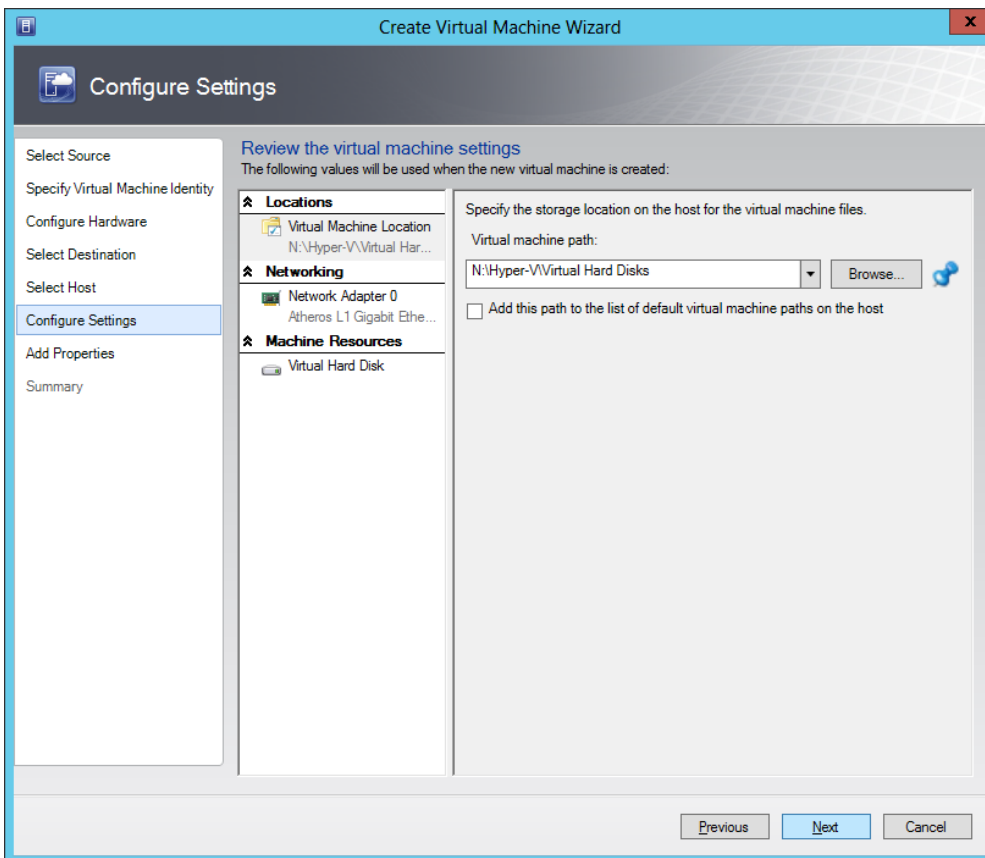 Create Virtual Machine Wizard
x
Configure Settings
Select Source
Specify Virtual Machine Identity
Configure Hardware
Select Destination
Select Host
Configure Settings
Add Properties
Summary
Review the virtual machine settings
The following values will be used when the new virtual machine is created:
Locations
Virtual Machine Location
N:\Hyper-V\Virtual Har...
Networking
Network Adapter 0
Atheros L1 Gigabit Ethe...
Machine Resources
Virtual Hard Disk
Specify the storage location on the host for the virtual machine files.
Virtual machine path:
N:\Hyper-V\Virtual Hard Disks
Browse...
Add this path to the list of default virtual machine paths on the host
Previous
Next
Cancel